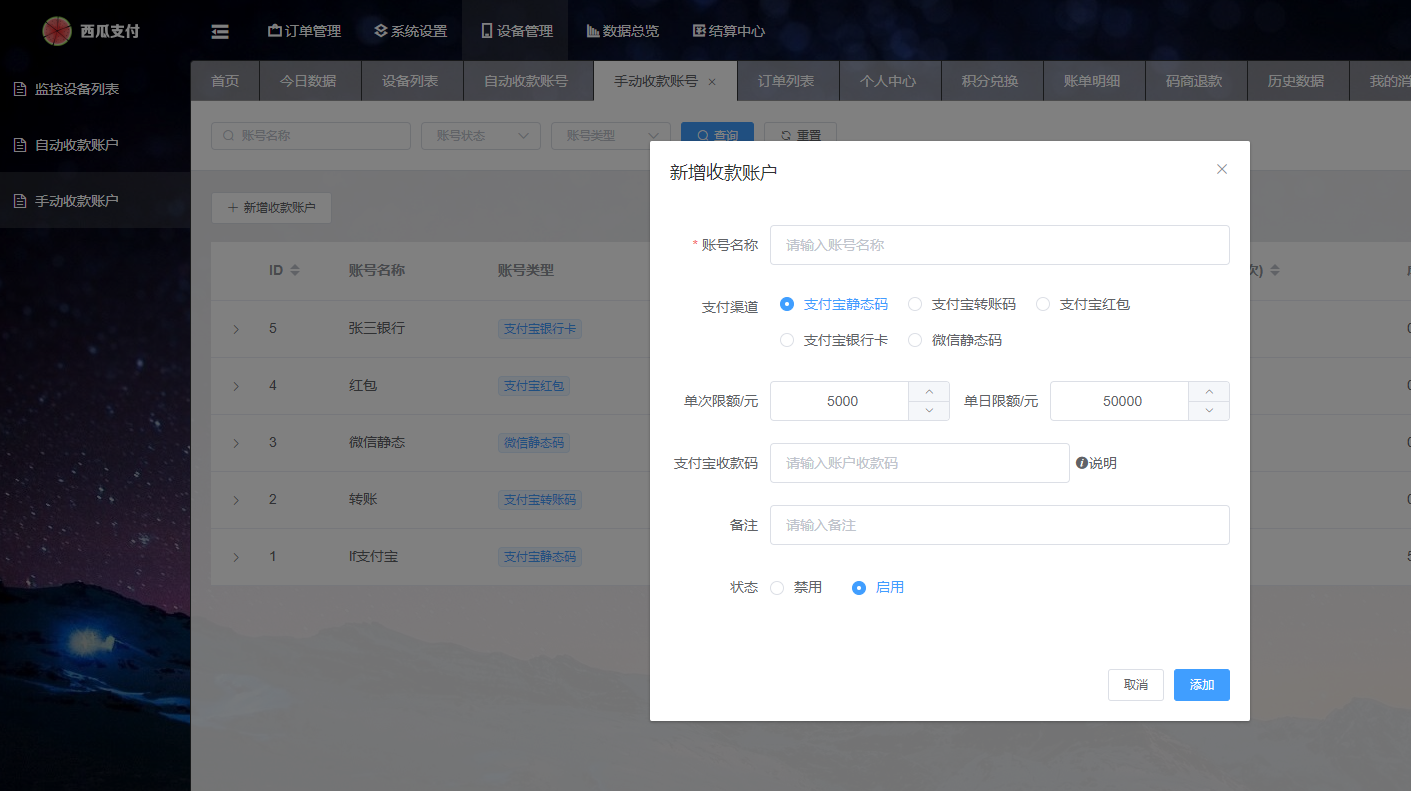 西瓜支付
订单管理
系统设置
设备管理
数据总览
结算中心
监控设备列表
自动收款账户
手动收款账户
首页
今日数据
设备列表
自动收款账号
手动收款账号
订单列表
个人中心
积分兑换
账单明细
码商退款
历史数据
我的消
账号名称
账号状态
账号类型
查询
重置
新增收款账户
ID
账号名称
账号类型
次)
5
张三银行
支付宝银行卡
4
红包
支付宝红包
3
微信静态
微信静态码
2
转账
支付宝转账码
1
lf支付宝
支付宝静态码
新增收款账户
* 账号名称
请输入账号名称
支付渠道
支付宝静态码
支付宝转账码
支付宝红包
支付宝银行卡
微信静态码
单次限额/元
5000
单日限额/元
50000
支付宝收款码
请输入账户收款码
说明
备注
请输入备注
状态
禁用
启用
取消
添加